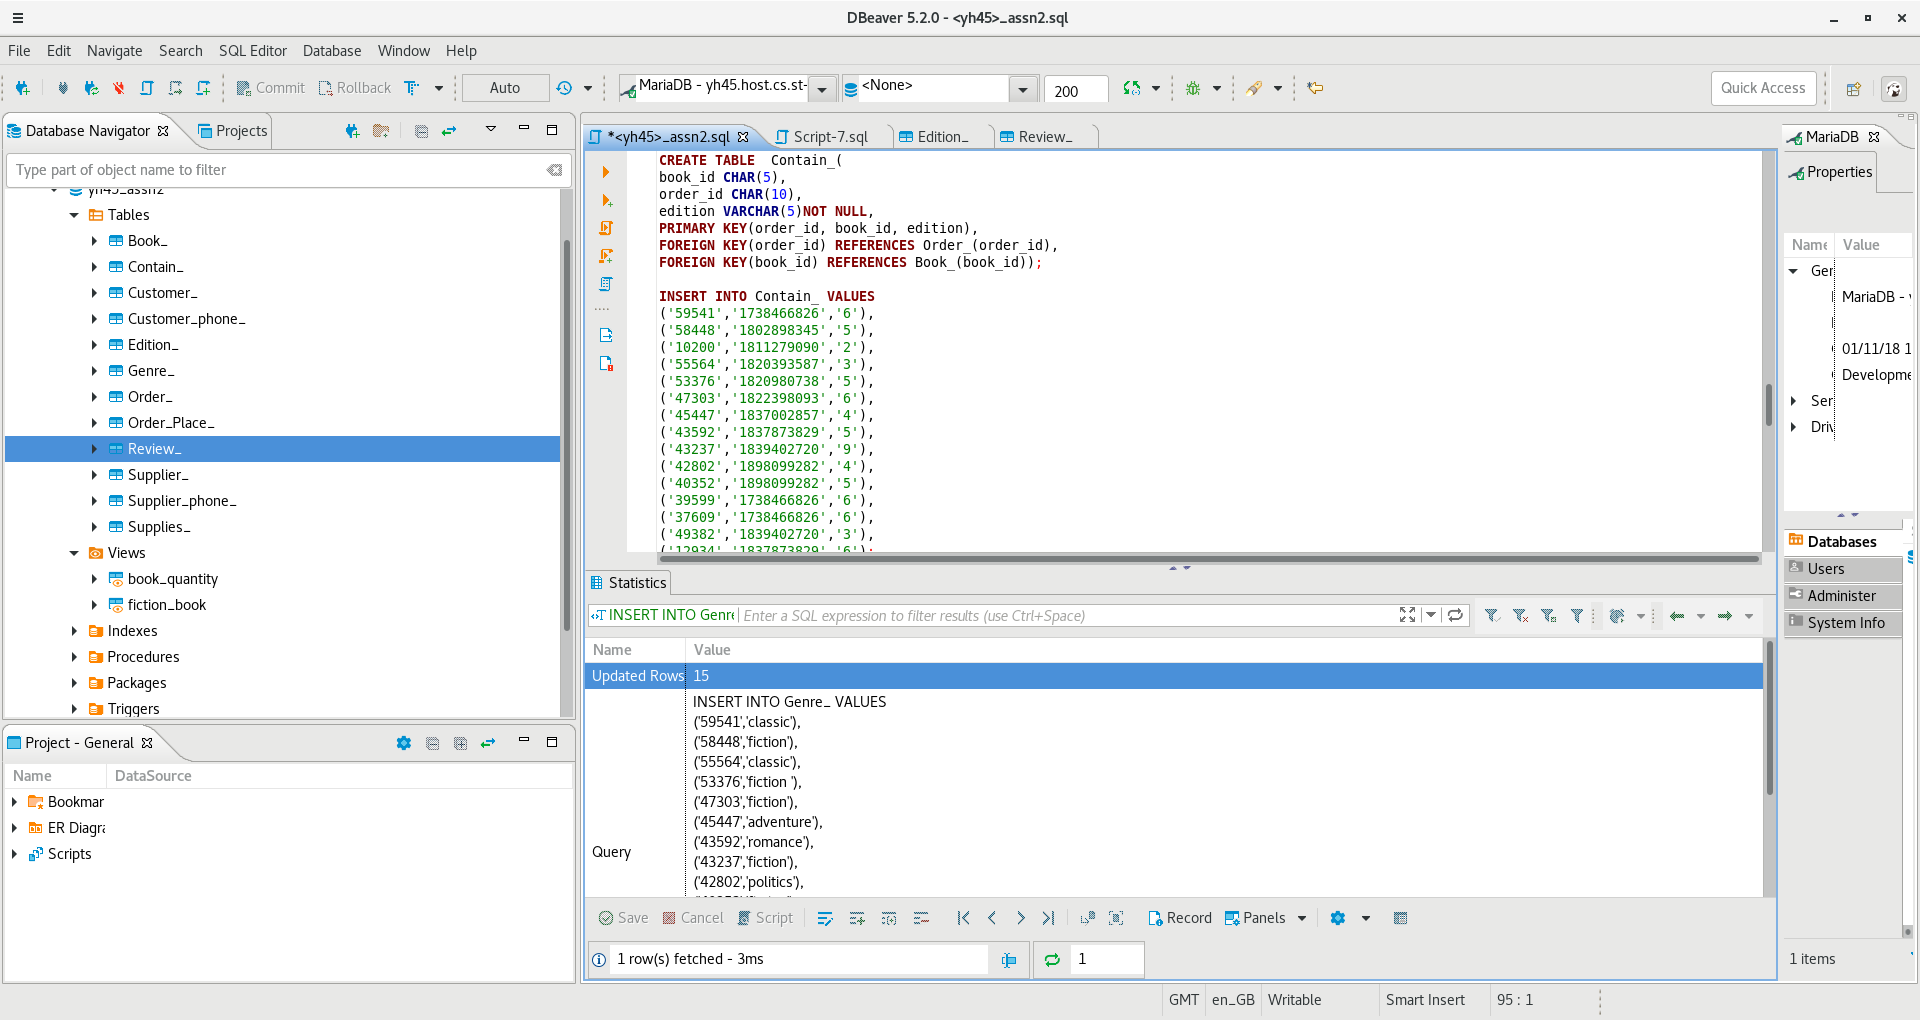 DBeaver 5.2.0 - <yh45>_assn2.sql
File Edit Navigate Search SQL Editor Database Window Help
Commit Rollback Auto MariaDB - yh45.host.cs.st- <None> 200 Quick Access
Database Navigator Projects
Type part of object name to filter
yh45_assn2
Tables
Book_
Contain_
Customer_
Customer_phone_
Edition_
Genre_
Order_
Order_Place_
Review_
Supplier_
Supplier_phone_
Supplies_
Views
book_quantity
fiction_book
Indexes
Procedures
Packages
Triggers
Project - General
Name DataSource
Bookmar
ER Diagra
Scripts
*<yh45>_assn2.sql Script-7.sql Edition_ Review_
CREATE TABLE  Contain_(
book_id CHAR(5),
order_id CHAR(10),
edition VARCHAR(5)NOT NULL,
PRIMARY KEY(order_id, book_id, edition),
FOREIGN KEY(order_id) REFERENCES Order_(order_id),
FOREIGN KEY(book_id) REFERENCES Book_(book_id));
INSERT INTO Contain_ VALUES
('59541','1738466826','6'),
('58448','1802898345','5'),
('10200','1811279090','2'),
('55564','1820393587','3'),
('53376','1820980738','5'),
('47303','1822398093','6'),
('45447','1837002857','4'),
('43592','1837873829','5'),
('43237','1839402720','9'),
('42802','1898099282','4'),
('40352','1898099282','5'),
('39599','1738466826','6'),
('37609','1738466826','6'),
('49382','1839402720','3'),
('12934','1837873829','6');
Statistics
INSERT INTO Genre Enter a SQL expression to filter results (use Ctrl+Space)
Name Value
Updated Rows 15
INSERT INTO Genre_ VALUES
('59541','classic'),
('58448','fiction'),
('55564','classic'),
('53376','fiction '),
('47303','fiction'),
('45447','adventure'),
('43592','romance'),
Query
('43237','fiction'),
('42802','politics'),
Save Cancel Script Record Panels
1 row(s) fetched - 3ms 1
MariaDB
Properties
Name Value
Ger
MariaDB - 
01/11/18 1
Developme
Ser
Driv
Databases
Users
Administer
System Info
1 items
GMT en_GB Writable Smart Insert 95 : 1